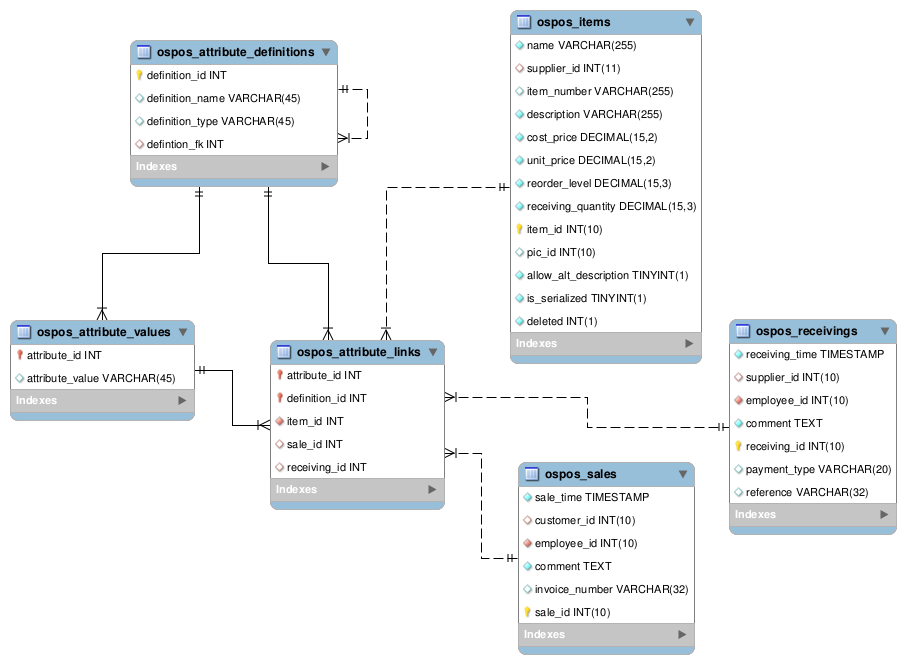 ospos_attribute_definitions
definition_id INT
definition_name VARCHAR(45)
definition_type VARCHAR(45)
defintion_fk INT
Indexes
ospos_items
name VARCHAR(255)
supplier_id INT(11)
item_number VARCHAR(255)
description VARCHAR(255)
cost_price DECIMAL(15,2)
unit_price DECIMAL(15,2)
reorder_level DECIMAL(15,3)
receiving_quantity DECIMAL(15,3)
item_id INT(10)
pic_id INT(10)
allow_alt_description TINYINT(1)
is_serialized TINYINT(1)
deleted INT(1)
Indexes
ospos_attribute_values
attribute_id INT
attribute_value VARCHAR(45)
Indexes
ospos_attribute_links
attribute_id INT
definition_id INT
item_id INT
sale_id INT
receiving_id INT
Indexes
ospos_receivings
receiving_time TIMESTAMP
supplier_id INT(10)
employee_id INT(10)
comment TEXT
receiving_id INT(10)
payment_type VARCHAR(20)
reference VARCHAR(32)
Indexes
ospos_sales
sale_time TIMESTAMP
customer_id INT(10)
employee_id INT(10)
comment TEXT
invoice_number VARCHAR(32)
sale_id INT(10)
Indexes